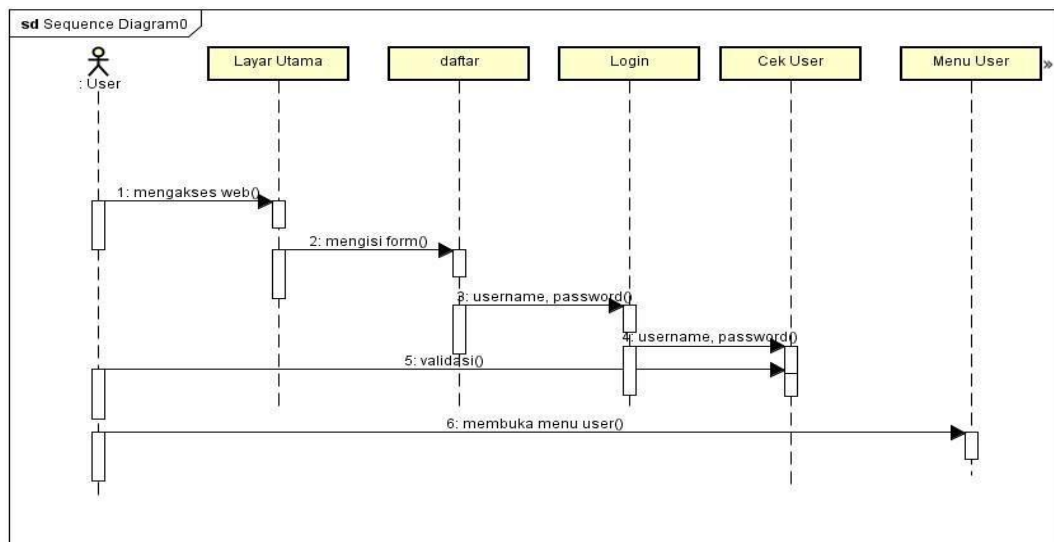 sd Sequence Diagram0
: User
Layar Utama
daftar
Login
Cek User
Menu User
»
1: mengakses web()
2: mengisi form()
3: username, password()
4: username, password()
5: validasi()
6: membuka menu user()